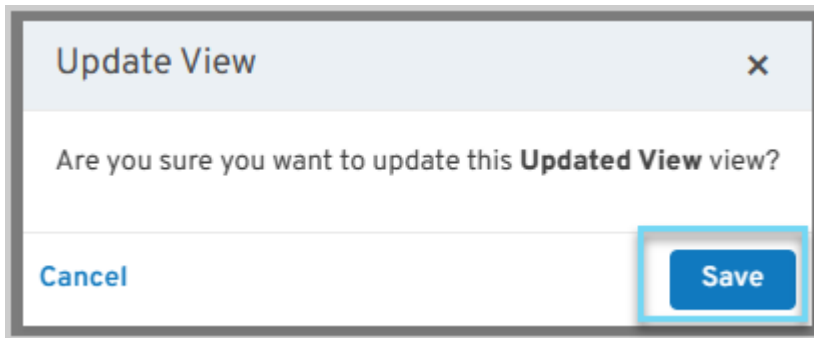 Update View ×
Are you sure you want to update this Updated View view?
Cancel Save